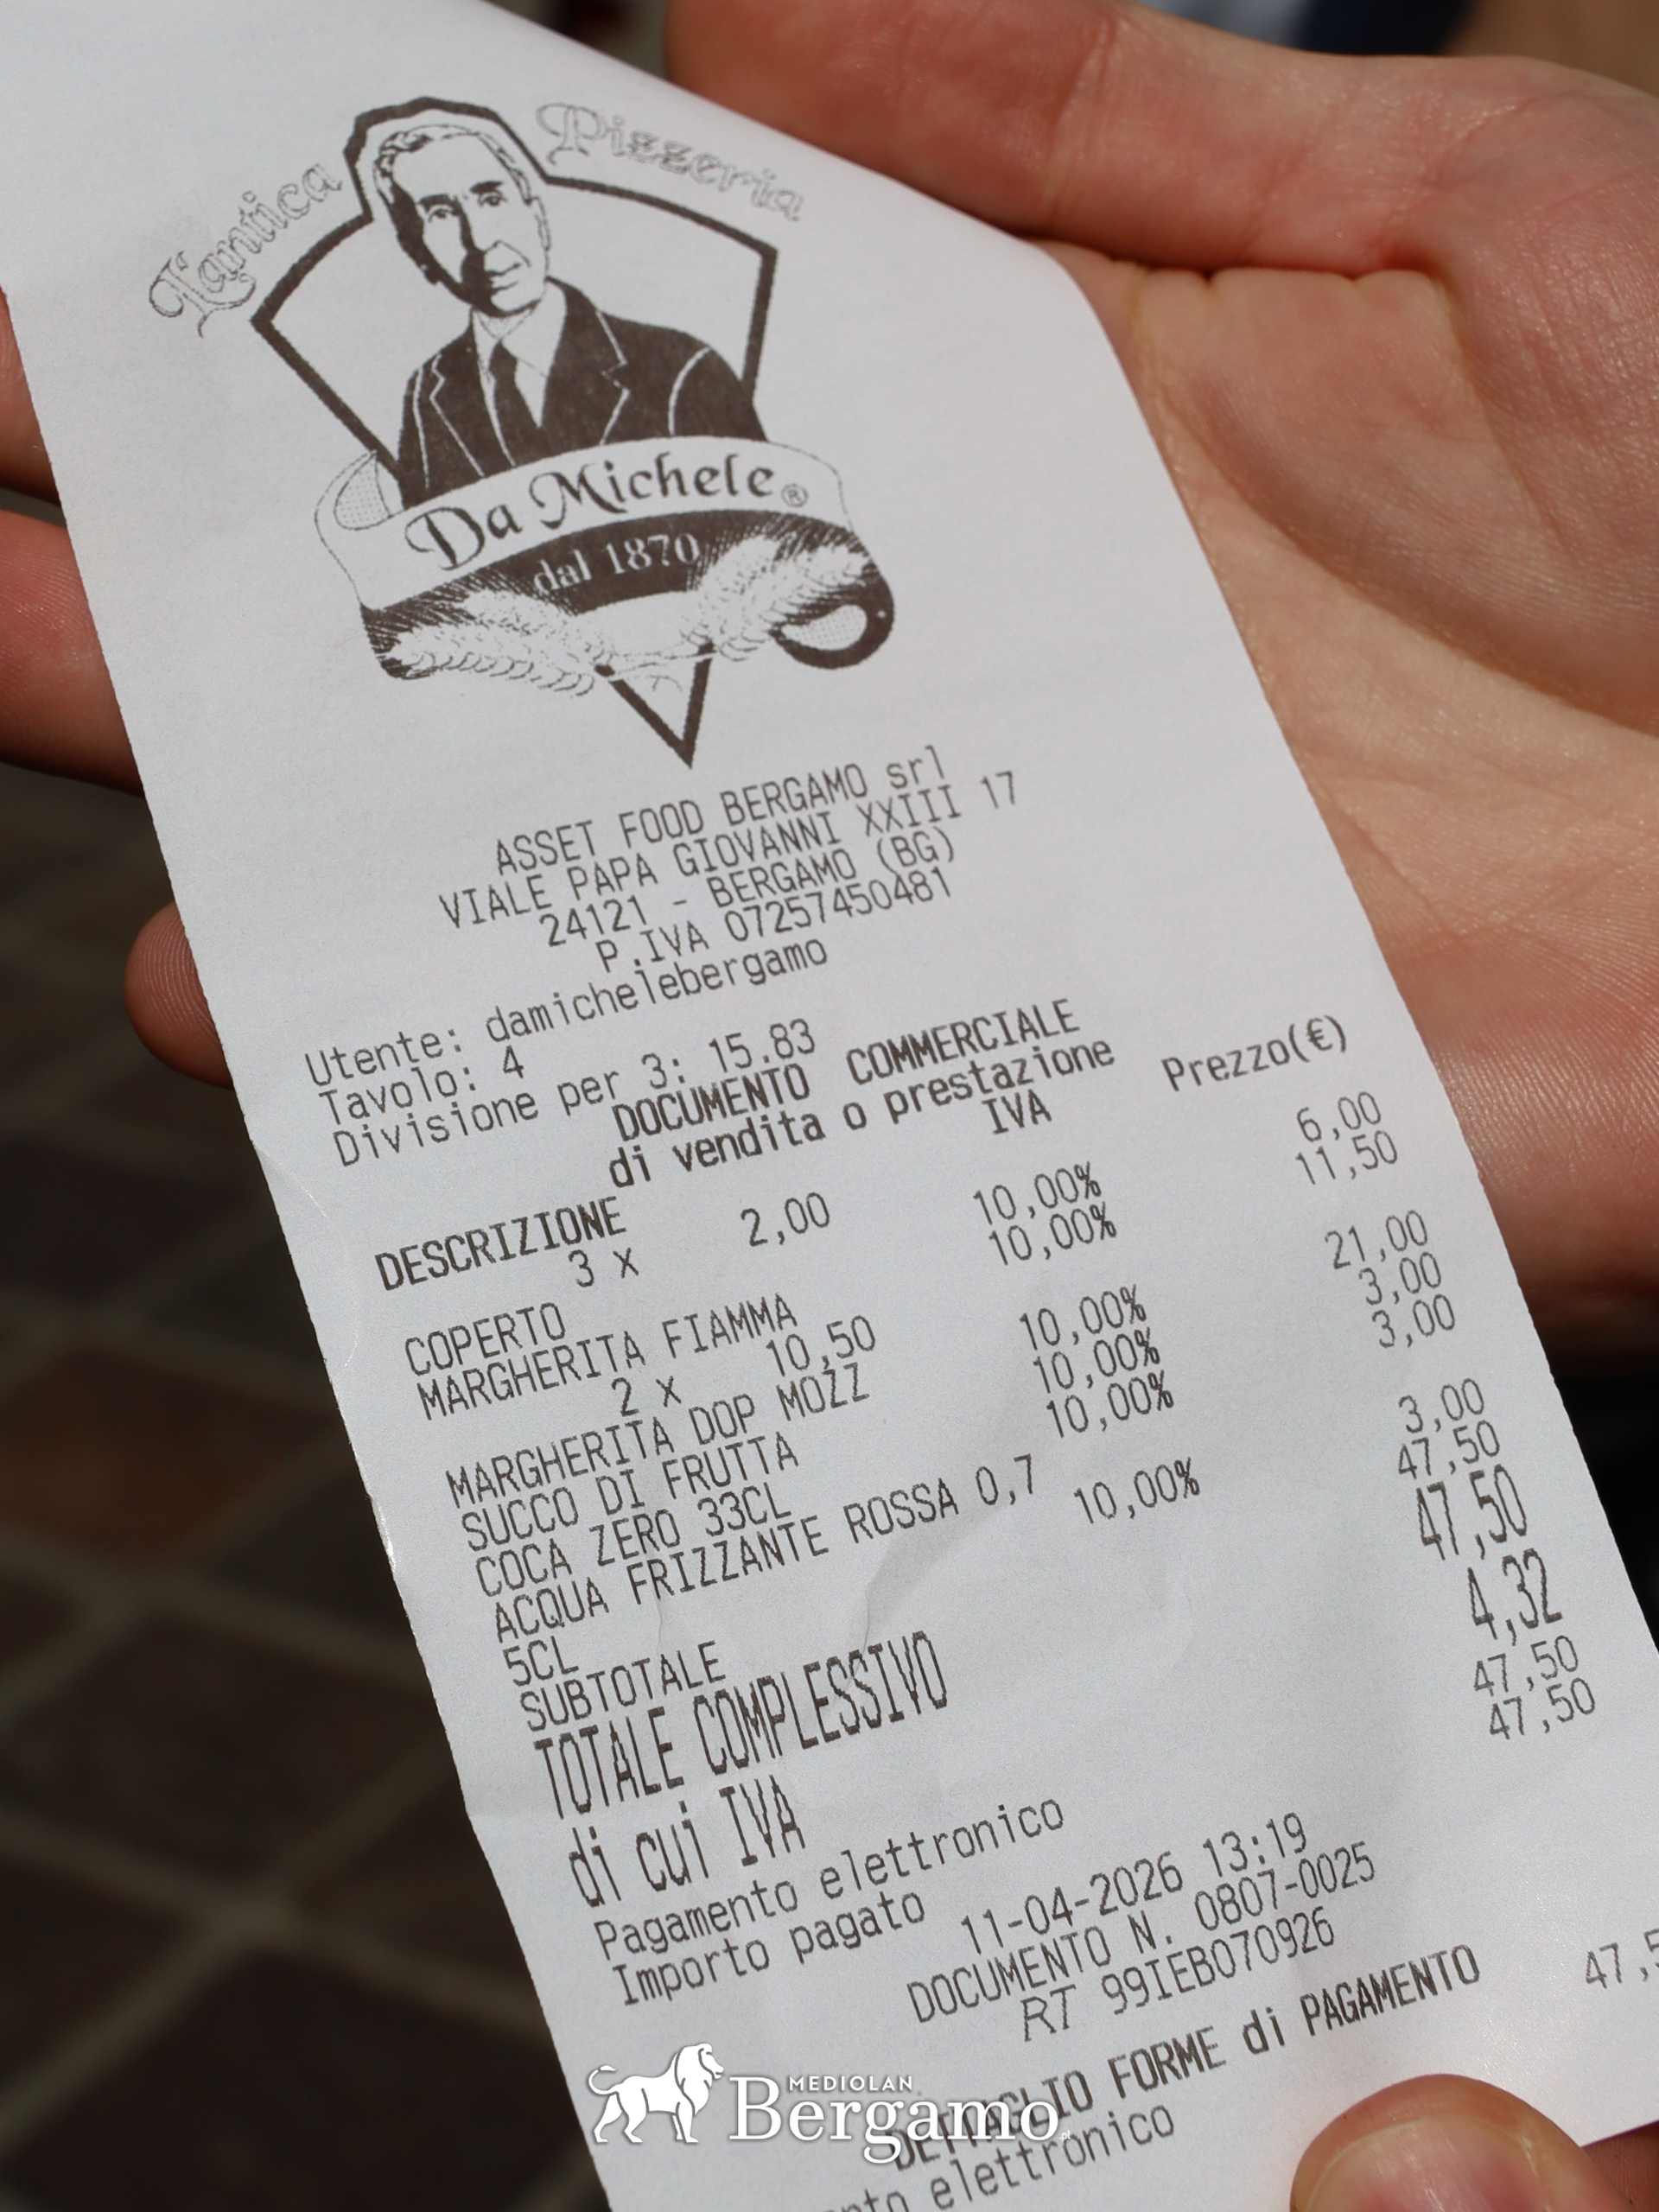 L'antica Pizzeria
Da Michele®
dal 1870
ASSET FOOD BERGAMO srl
VIALE PAPA GIOVANNI XXIII 17
24121 - BERGAMO (BG)
P.IVA 07257450481
Utente: damichelebergamo
Tavolo: 4
Divisione per 3: 15.83
DOCUMENTO COMMERCIALE
di vendita o prestazione
DESCRIZIONE IVA Prezzo(€)
3 x 2,00
COPERTO 10,00% 6,00
MARGHERITA FIAMMA 10,00% 11,50
2 x 10,50
MARGHERITA DOP MOZZ 10,00% 21,00
SUCCO DI FRUTTA 10,00% 3,00
COCA ZERO 33CL 10,00% 3,00
ACQUA FRIZZANTE ROSSA 0,7
5CL 10,00% 3,00
SUBTOTALE 47,50
TOTALE COMPLESSIVO 47,50
di cui IVA 4,32
Pagamento elettronico 47,50
Importo pagato 47,50
11-04-2026 13:19
DOCUMENTO N. 0807-0025
RT 99IEB070926
DETTAGLIO FORME di PAGAMENTO
elettronico 47,5
MEDIOLAN
Bergamo.pl